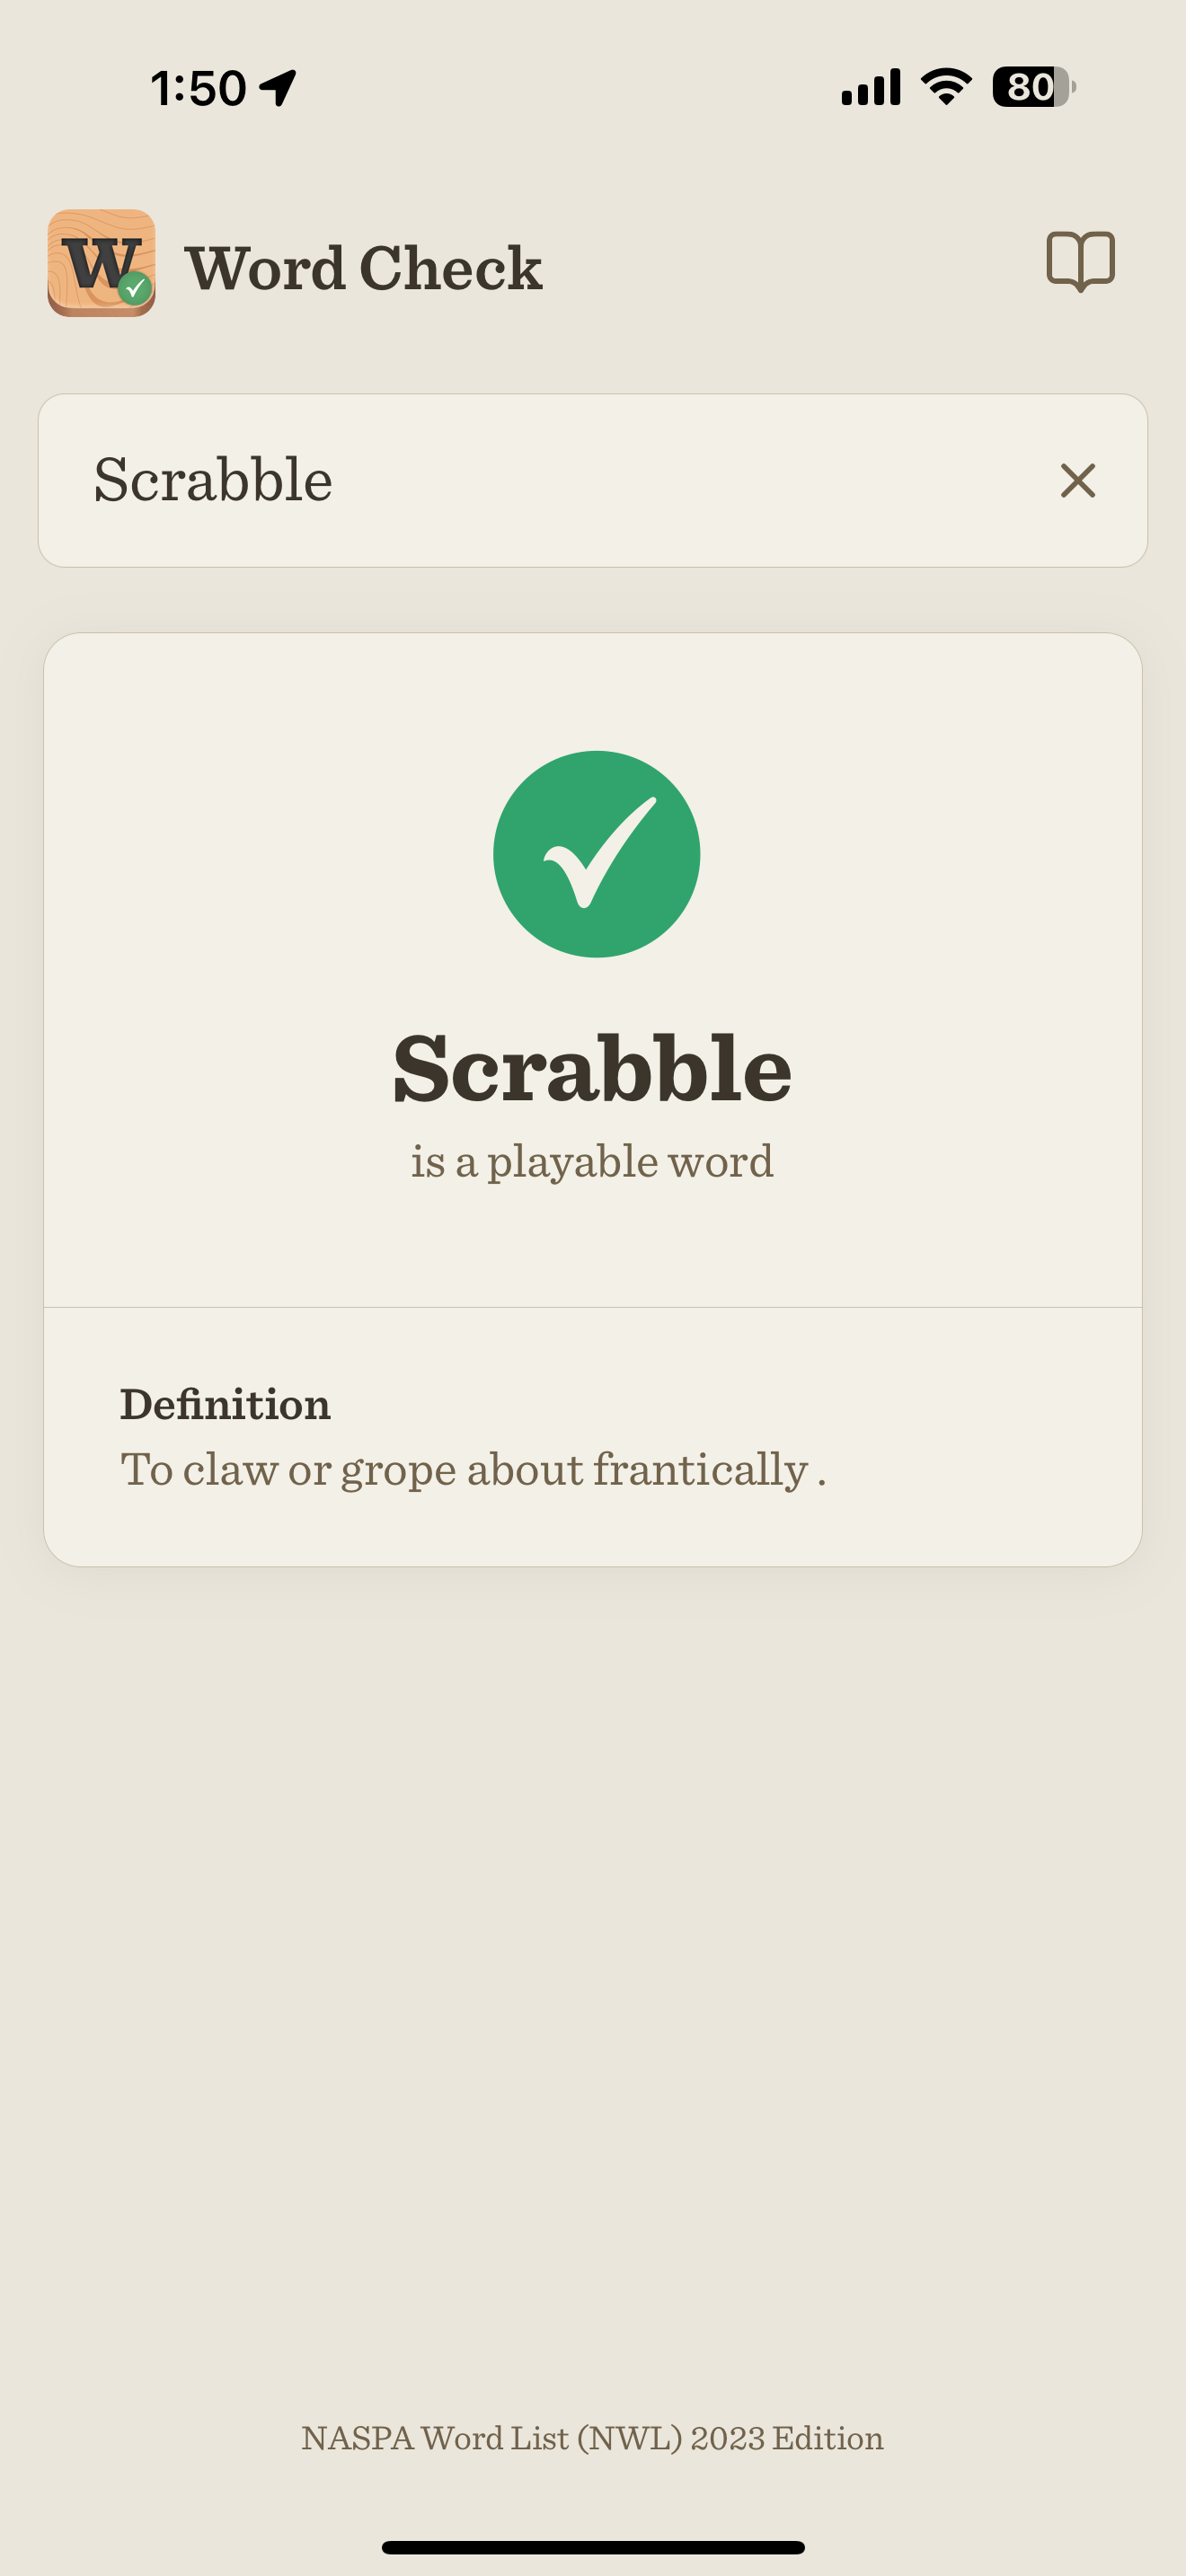 1:50
80
W
Word Check
Scrabble
Scrabble
is a playable word
Definition
To claw or grope about frantically .
NASPA Word List (NWL) 2023 Edition